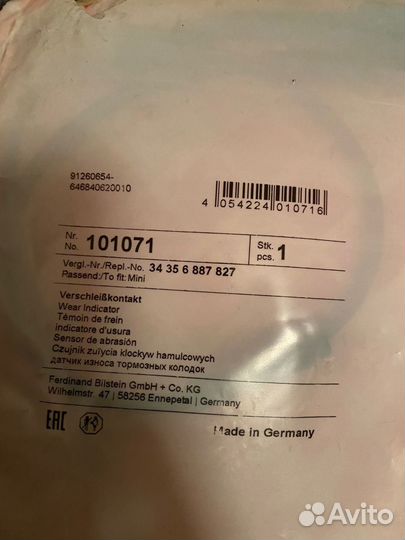 91260654-
646840620010
4 054224 010716
Nr.
No. 101071
Stk.
pcs. 1
Vergl.-Nr./Repl.-No. 34 35 6 887 827
Passend:/To fit: Mini
Verschleißkontakt
Wear Indicator
Tèmoin de frein
indicatore d'usura
Sensor de abrasión
Czujnik zużycia klockyw hamulcowych
датчик износа тормозных колодок
Ferdinand Bilstein GmbH + Co. KG
Wilhelmstr. 47 | 58256 Ennepetal | Germany
EAC
Made in Germany
Avito